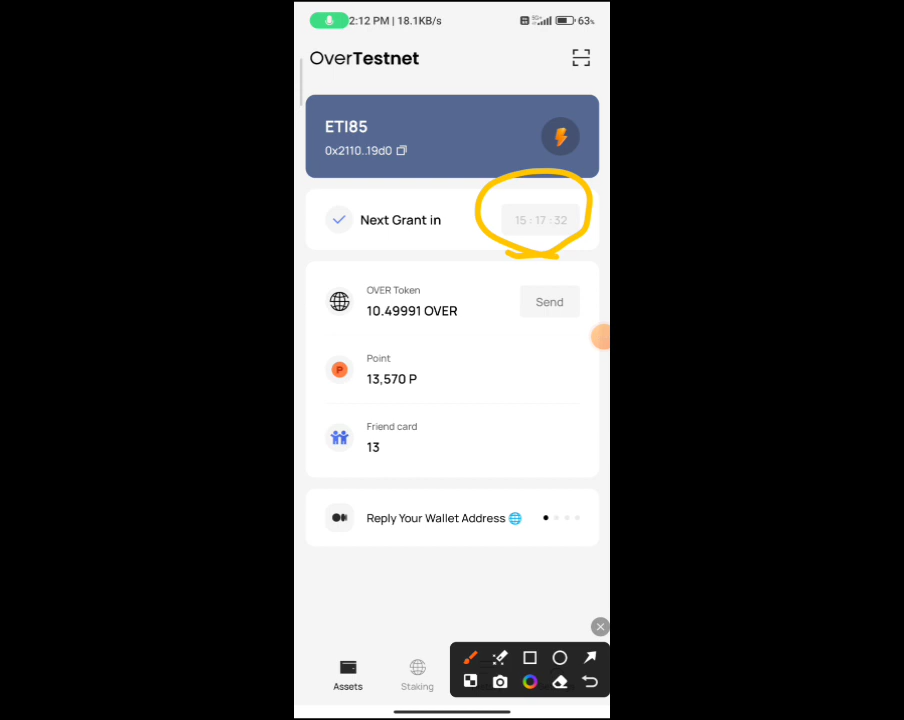 2:12 PM | 18.1KB/s 63%
OverTestnet
ETI85
0x2110..19d0
Next Grant in 15 : 17 : 32
OVER Token
10.49991 OVER
Send
Point
P
13,570 P
Friend card
13
Reply Your Wallet Address
Assets
Staking